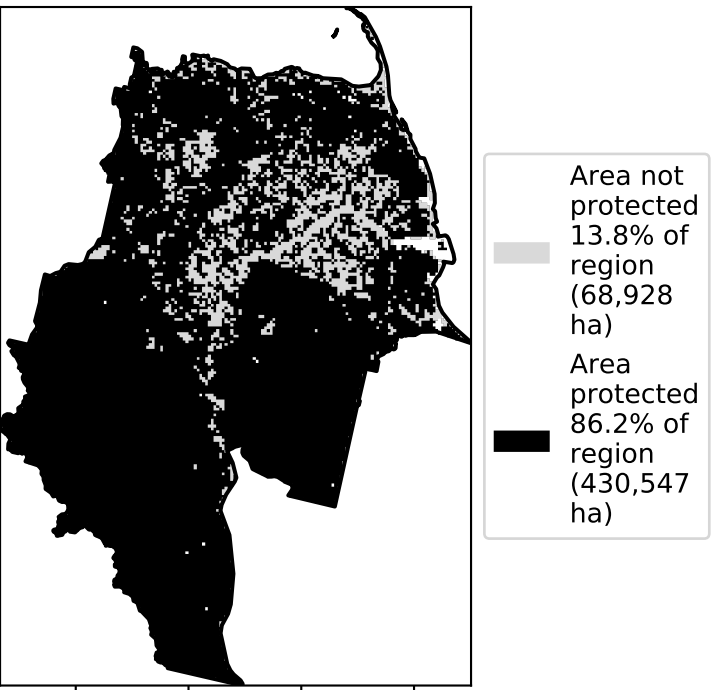 Area not
protected
13.8% of
region
(68,928
ha)
Area
protected
86.2% of
region
(430,547
ha)